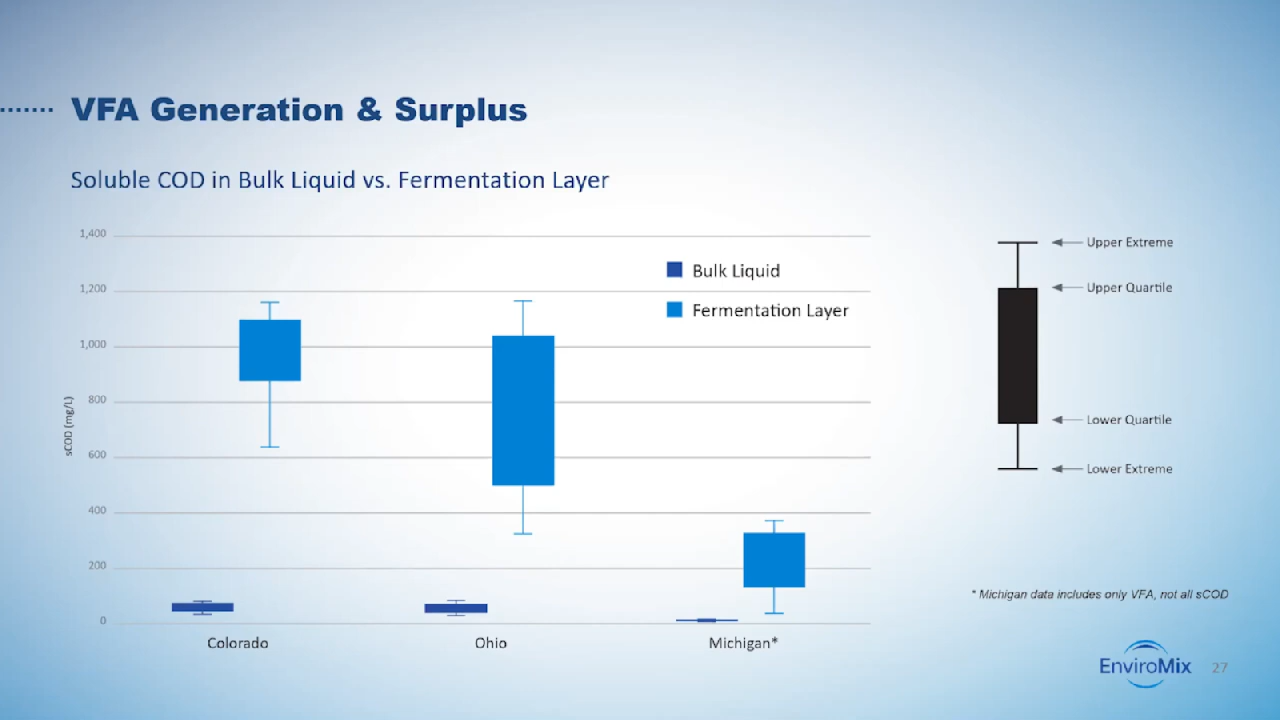 VFA Generation & Surplus
Soluble COD in Bulk Liquid vs. Fermentation Layer
1,400
1,200
1,000
800
600
400
200
0
sCOD (mg/L)
Bulk Liquid
Fermentation Layer
Colorado
Ohio
Michigan*
Upper Extreme
Upper Quartile
Lower Quartile
Lower Extreme
* Michigan data includes only VFA, not all sCOD
EnviroMix
27